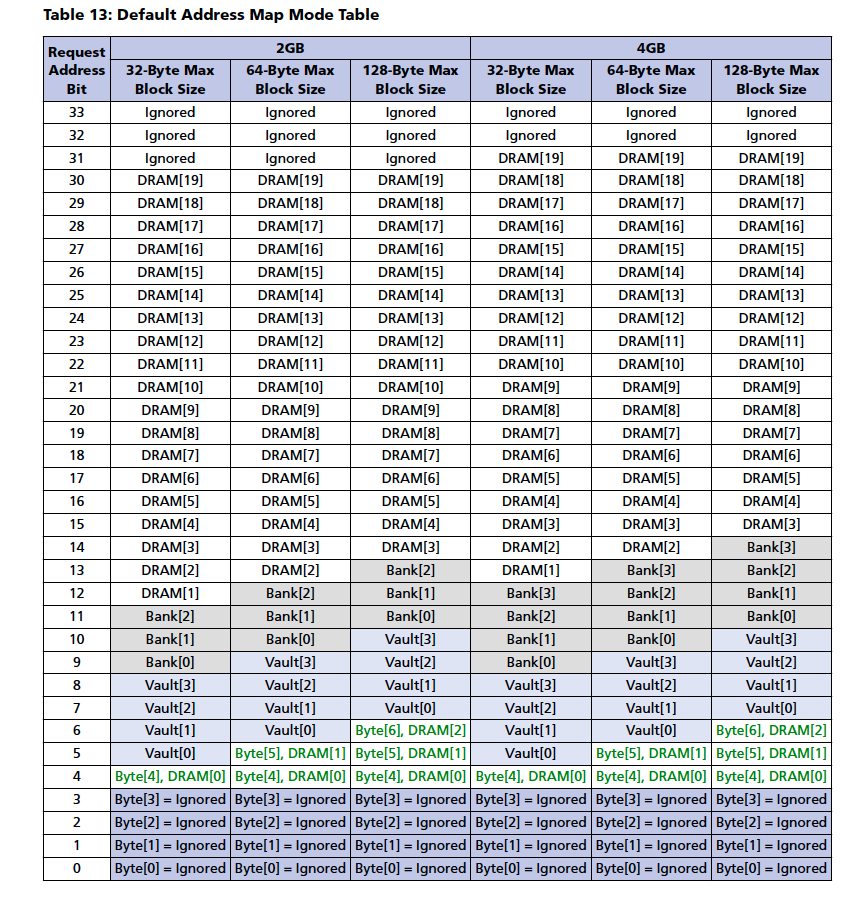 Table 13: Default Address Map Mode Table
Request Address Bit 2GB 4GB
32-Byte Max Block Size 64-Byte Max Block Size 128-Byte Max Block Size 32-Byte Max Block Size 64-Byte Max Block Size 128-Byte Max Block Size
33 Ignored Ignored Ignored Ignored Ignored Ignored
32 Ignored Ignored Ignored Ignored Ignored Ignored
31 Ignored Ignored Ignored DRAM[19] DRAM[19] DRAM[19]
30 DRAM[19] DRAM[19] DRAM[19] DRAM[18] DRAM[18] DRAM[18]
29 DRAM[18] DRAM[18] DRAM[18] DRAM[17] DRAM[17] DRAM[17]
28 DRAM[17] DRAM[17] DRAM[17] DRAM[16] DRAM[16] DRAM[16]
27 DRAM[16] DRAM[16] DRAM[16] DRAM[15] DRAM[15] DRAM[15]
26 DRAM[15] DRAM[15] DRAM[15] DRAM[14] DRAM[14] DRAM[14]
25 DRAM[14] DRAM[14] DRAM[14] DRAM[13] DRAM[13] DRAM[13]
24 DRAM[13] DRAM[13] DRAM[13] DRAM[12] DRAM[12] DRAM[12]
23 DRAM[12] DRAM[12] DRAM[12] DRAM[11] DRAM[11] DRAM[11]
22 DRAM[11] DRAM[11] DRAM[11] DRAM[10] DRAM[10] DRAM[10]
21 DRAM[10] DRAM[10] DRAM[10] DRAM[9] DRAM[9] DRAM[9]
20 DRAM[9] DRAM[9] DRAM[9] DRAM[8] DRAM[8] DRAM[8]
19 DRAM[8] DRAM[8] DRAM[8] DRAM[7] DRAM[7] DRAM[7]
18 DRAM[7] DRAM[7] DRAM[7] DRAM[6] DRAM[6] DRAM[6]
17 DRAM[6] DRAM[6] DRAM[6] DRAM[5] DRAM[5] DRAM[5]
16 DRAM[5] DRAM[5] DRAM[5] DRAM[4] DRAM[4] DRAM[4]
15 DRAM[4] DRAM[4] DRAM[4] DRAM[3] DRAM[3] DRAM[3]
14 DRAM[3] DRAM[3] DRAM[3] DRAM[2] DRAM[2] Bank[3]
13 DRAM[2] DRAM[2] Bank[2] DRAM[1] Bank[3] Bank[2]
12 DRAM[1] Bank[2] Bank[1] Bank[3] Bank[2] Bank[1]
11 Bank[2] Bank[1] Bank[0] Bank[2] Bank[1] Bank[0]
10 Bank[1] Bank[0] Vault[3] Bank[1] Bank[0] Vault[3]
9 Bank[0] Vault[3] Vault[2] Bank[0] Vault[3] Vault[2]
8 Vault[3] Vault[2] Vault[1] Vault[3] Vault[2] Vault[1]
7 Vault[2] Vault[1] Vault[0] Vault[2] Vault[1] Vault[0]
6 Vault[1] Vault[0] Byte[6], DRAM[2] Vault[1] Vault[0] Byte[6], DRAM[2]
5 Vault[0] Byte[5], DRAM[1] Byte[5], DRAM[1] Vault[0] Byte[5], DRAM[1] Byte[5], DRAM[1]
4 Byte[4], DRAM[0] Byte[4], DRAM[0] Byte[4], DRAM[0] Byte[4], DRAM[0] Byte[4], DRAM[0] Byte[4], DRAM[0]
3 Byte[3] = Ignored Byte[3] = Ignored Byte[3] = Ignored Byte[3] = Ignored Byte[3] = Ignored Byte[3] = Ignored
2 Byte[2] = Ignored Byte[2] = Ignored Byte[2] = Ignored Byte[2] = Ignored Byte[2] = Ignored Byte[2] = Ignored
1 Byte[1] = Ignored Byte[1] = Ignored Byte[1] = Ignored Byte[1] = Ignored Byte[1] = Ignored Byte[1] = Ignored
0 Byte[0] = Ignored Byte[0] = Ignored Byte[0] = Ignored Byte[0] = Ignored Byte[0] = Ignored Byte[0] = Ignored